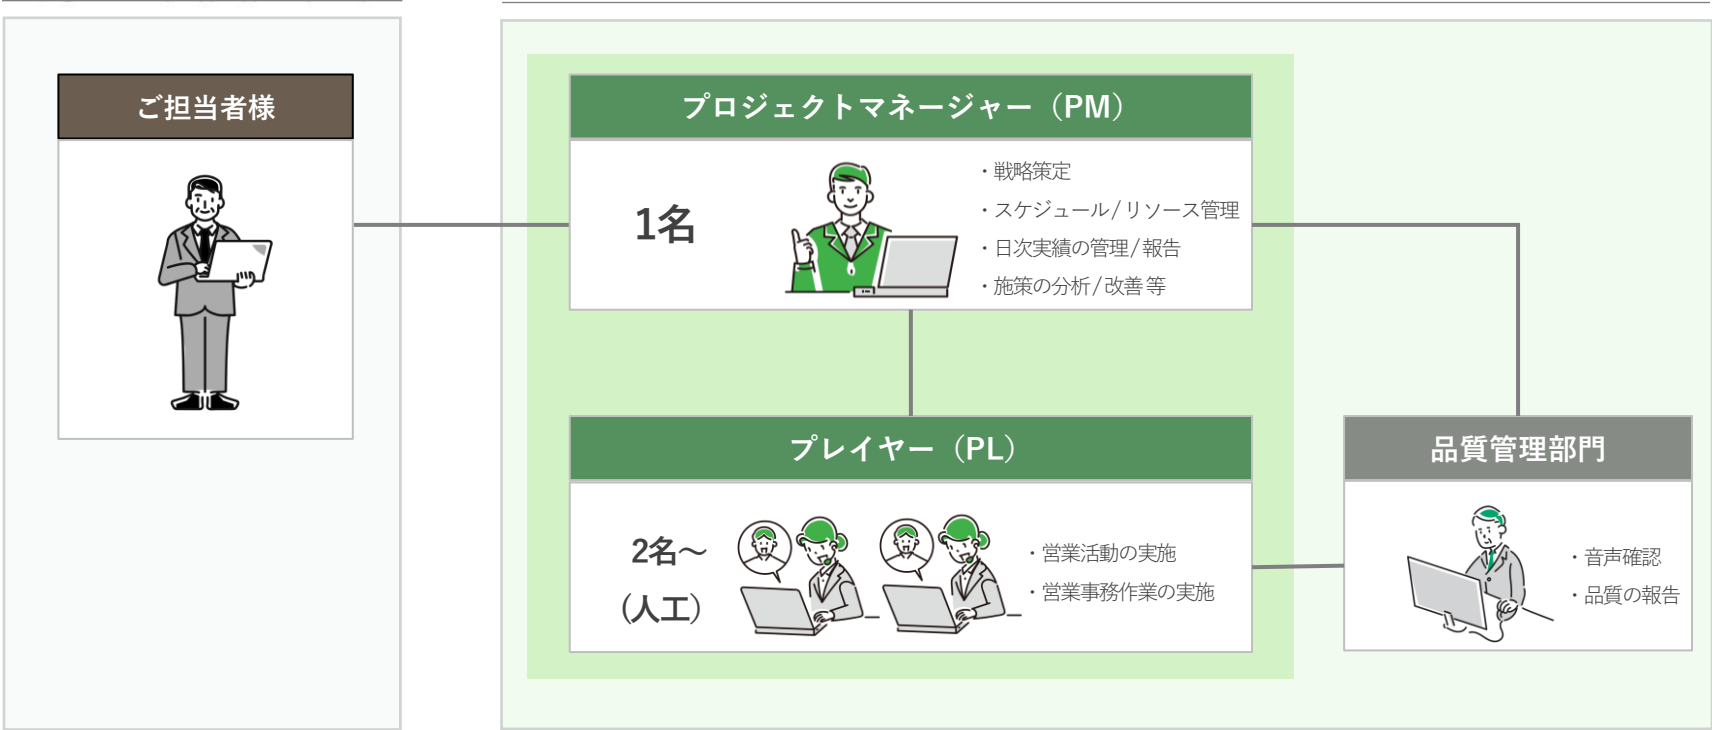 ご担当者様
プロジェクトマネージャー（PM）
1名
・戦略策定
・スケジュール/リソース管理
・日次実績の管理/報告
・施策の分析/改善等
プレイヤー（PL）
2名～
(人工)
・営業活動の実施
・営業事務作業の実施
品質管理部門
・音声確認
・品質の報告